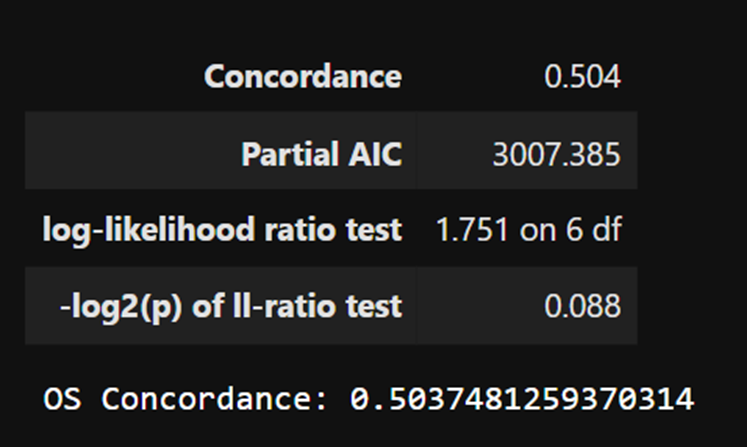 Concordance 0.504
Partial AIC 3007.385
log-likelihood ratio test 1.751 on 6 df
-log2(p) of ll-ratio test 0.088
OS Concordance: 0.5037481259370314